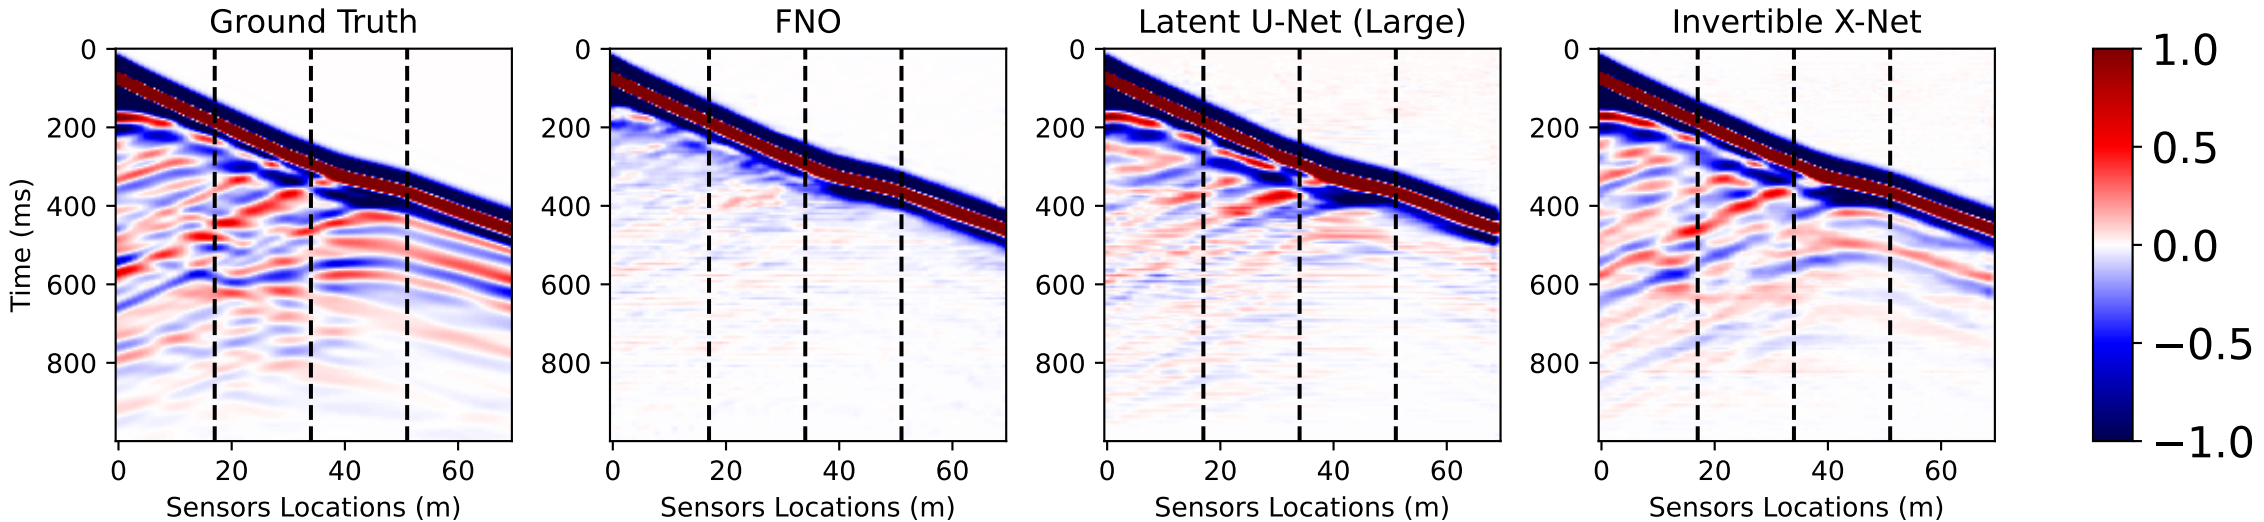 Ground Truth
FNO
Latent U-Net (Large)
Invertible X-Net
Time (ms)
0
200
400
600
800
0 20 40 60
Sensors Locations (m)
0
200
400
600
800
0 20 40 60
Sensors Locations (m)
0
200
400
600
800
0 20 40 60
Sensors Locations (m)
0
200
400
600
800
0 20 40 60
Sensors Locations (m)
1.0
0.5
0.0
−0.5
−1.0